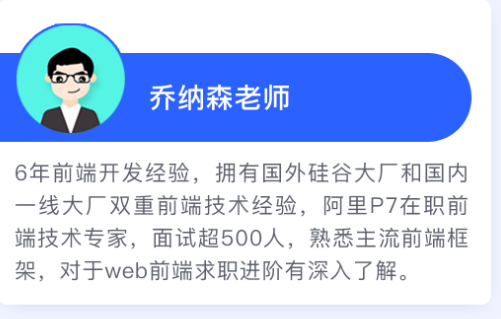 乔纳森老师
6年前端开发经验，拥有国外硅谷大厂和国内
一线大厂双重前端技术经验，阿里P7在职前
端技术专家，面试超500人，熟悉主流前端框
架，对于web前端求职进阶有深入了解。